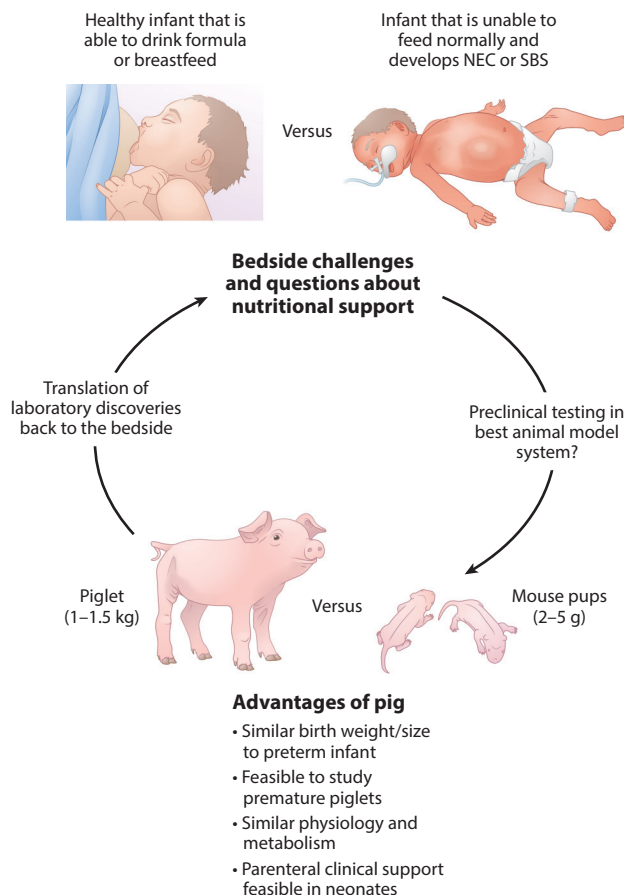 Healthy infant that is
able to drink formula
or breastfeed
Infant that is unable to
feed normally and
develops NEC or SBS
Versus
Bedside challenges
and questions about
nutritional support
Translation of
laboratory discoveries
back to the bedside
Preclinical testing in
best animal model
system?
Piglet
(1–1.5 kg)
Versus
Mouse pups
(2–5 g)
Advantages of pig
• Similar birth weight/size
to preterm infant
• Feasible to study
premature piglets
• Similar physiology and
metabolism
• Parenteral clinical support
feasible in neonates